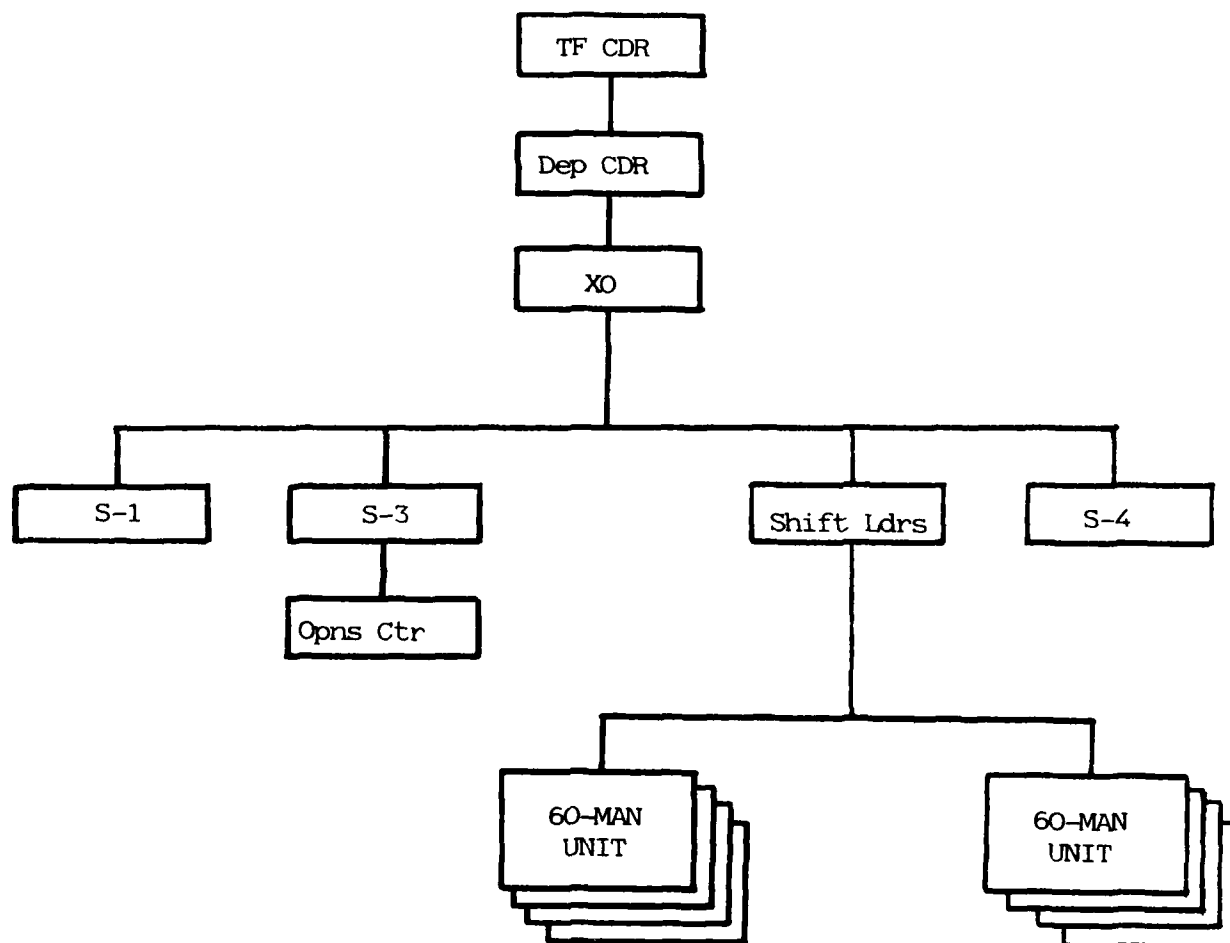 TF CDR
Dep CDR
XO
S-1
S-3
Shift Ldrs
S-4
Opns Ctr
60-MAN
UNIT
60-MAN
UNIT